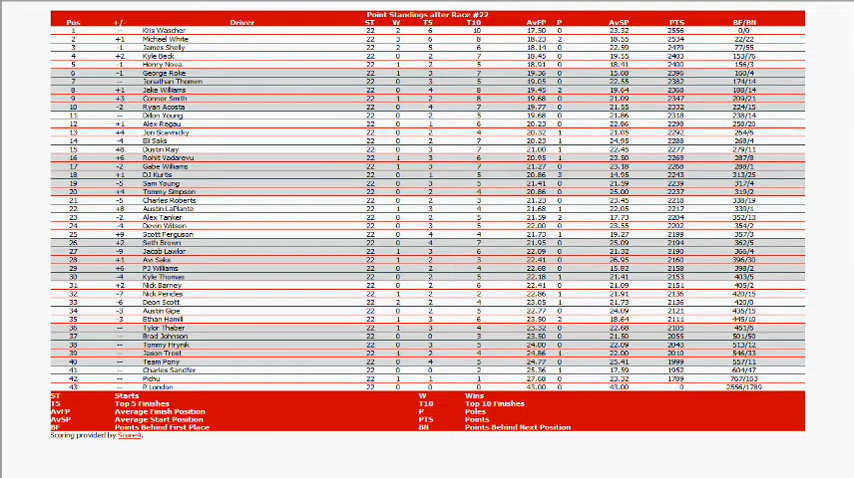 Point Standings after Race #22
Pos +/- Driver ST W T5 T10 AvFP P AvSP PTS BF/BN
1 -- Kris Wascher 22 2 6 10 17.50 0 23.32 2556 0/0
2 +1 Michael White 22 3 6 8 18.23 2 18.55 2534 22/22
3 -1 James Shelly 22 2 5 6 18.14 0 22.59 2479 77/55
4 +2 Kyle Beck 22 0 2 7 18.45 0 19.55 2403 153/76
5 -1 Henry Nova 22 1 2 5 18.91 0 18.41 2400 156/3
6 -1 George Roke 22 1 3 7 19.36 0 15.68 2396 160/4
7 -- Jonathan Thomen 22 0 3 5 19.05 0 22.55 2382 174/14
8 +1 Jake Williams 22 0 4 8 19.45 2 19.64 2368 188/14
9 +3 Connor Smith 22 1 2 8 19.68 0 21.09 2347 209/21
10 -2 Ryan Acosta 22 0 4 7 19.77 0 21.55 2332 224/15
11 -- Dillon Young 22 0 2 5 19.68 0 21.86 2318 238/14
12 +1 Alex Ragau 22 0 1 6 20.23 0 22.86 2298 258/20
13 +4 Jon Scavnicky 22 0 2 4 20.32 1 21.05 2292 264/6
14 -4 Eli Saks 22 0 2 7 20.23 1 24.95 2288 268/4
15 +8 Dustin Ray 22 0 3 7 21.00 1 22.45 2277 279/11
16 +6 Rohit Vadarevu 22 1 3 6 20.95 1 23.50 2269 287/8
17 -2 Gabe Williams 22 1 3 7 21.27 0 23.18 2268 288/1
18 +1 DJ Kurtis 22 0 1 5 20.86 3 14.95 2243 313/25
19 -5 Sam Young 22 0 3 5 21.41 0 21.59 2239 317/4
20 +4 Tommy Simpson 22 0 2 4 21.36 0 25.00 2237 319/2
21 -5 Charles Roberts 22 0 2 3 21.23 0 23.45 2218 338/19
22 +8 Austin LaPlante 22 1 3 4 21.68 1 22.05 2217 339/1
23 -2 Alex Tanker 22 0 2 5 21.59 2 17.73 2204 352/13
24 -4 Devin Witson 22 0 3 5 22.00 0 23.55 2202 354/2
25 +9 Scott Ferguson 22 0 2 4 21.73 1 19.27 2199 357/3
26 +2 Seth Brown 22 0 4 7 21.95 0 25.09 2194 362/5
27 -9 Jacob Lawlor 22 1 3 6 22.09 0 21.32 2190 366/4
28 +1 Avi Saks 22 1 2 3 22.41 0 26.95 2160 396/30
29 +6 PJ Williams 22 0 2 4 22.68 0 15.82 2158 398/2
30 -4 Kyle Thomas 22 0 2 5 22.18 1 21.41 2153 403/5
31 +2 Nick Barney 22 0 2 6 22.41 0 21.09 2151 405/2
32 -7 Nick Pericles 22 1 2 2 22.86 1 21.91 2136 420/15
33 -6 Dean Scott 22 2 2 4 23.05 1 21.73 2136 420/0
34 -3 Austin Gipe 22 0 2 4 22.77 0 24.09 2121 435/15
35 -3 Ethan Hamill 22 1 3 6 23.50 2 18.64 2111 445/10
36 -- Tylor Thaber 22 1 3 4 23.32 0 22.68 2105 451/6
37 -- Brad Johnson 22 0 0 3 23.50 0 21.50 2055 501/50
38 -- Tommy Hrynik 22 0 3 5 24.00 0 22.09 2043 513/12
39 -- Jason Trost 22 1 2 4 24.86 1 22.00 2010 546/33
40 -- Team Pony 22 0 4 5 24.77 0 25.41 1999 557/11
41 -- Charles Sandfer 22 0 0 2 25.36 1 17.59 1952 604/47
42 -- Pichu 22 1 1 1 27.68 0 23.32 1789 767/163
43 -- P London 22 0 0 0 43.00 0 43.00 0 2556/1789
ST Starts W Wins
T5 Top 5 Finishes T10 Top 10 Finishes
AvFP Average Finish Position P Poles
AvSP Average Start Position PTS Points
BF Points Behind First Place BN Points Behind Next Position
Scoring provided by Score4.